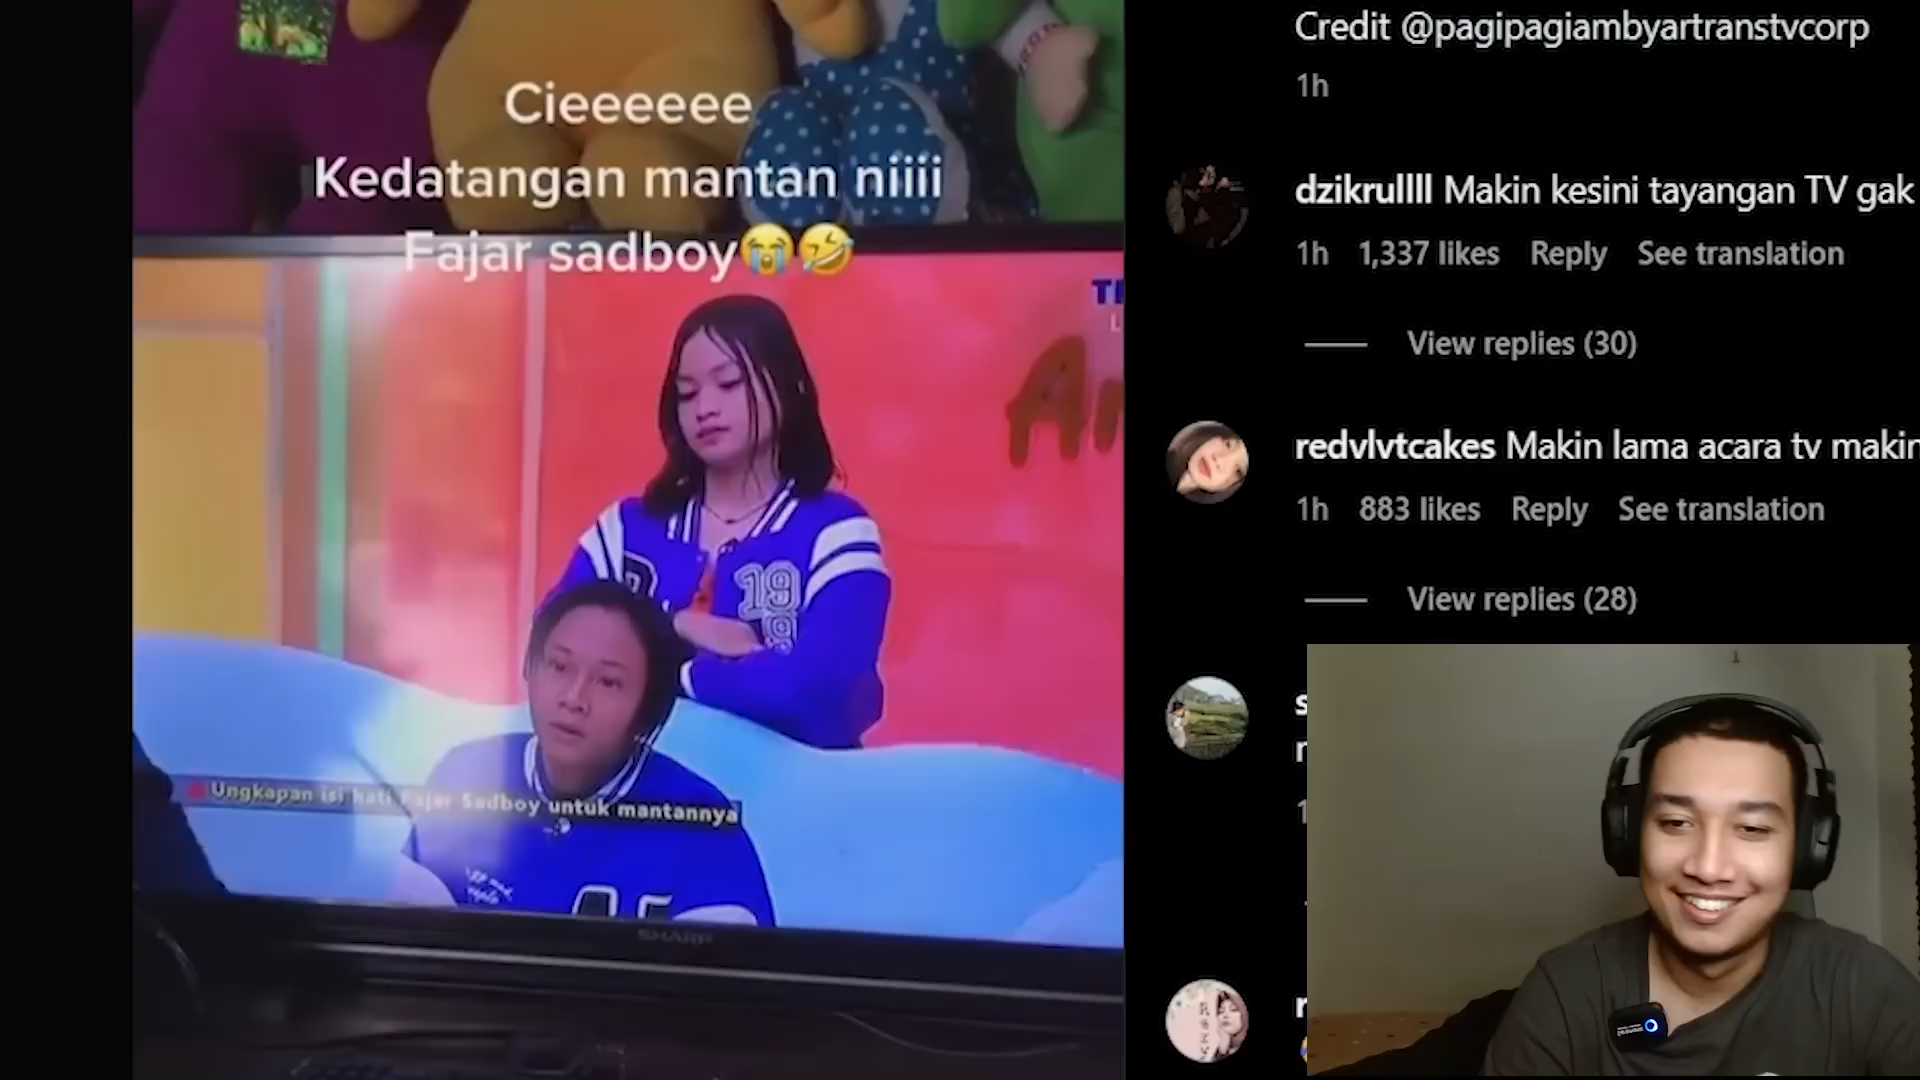 Cieeeeee
Kedatangan mantan niiii
Fajar sadboy😭🤣
19
Ungkapan isi hati Fajar Sadboy untuk mantannya
SHARP
Credit @pagipagiambyartranstvcorp
1h
dzikrullll Makin kesini tayangan TV gak
1h 1,337 likes Reply See translation
View replies (30)
redvlvtcakes Makin lama acara tv makin
1h 883 likes Reply See translation
View replies (28)